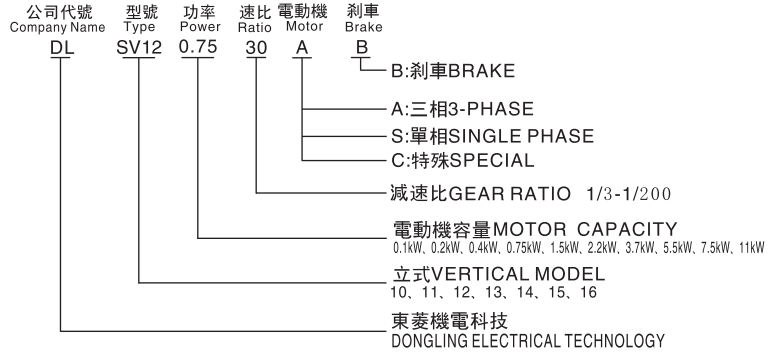 公司代號 型號 功率 速比 電動機 刹車
Company Name Type Power Ratio Motor Brake
DL SV12 0.75 30 A B
B:刹車BRAKE
A:三相3-PHASE
S:單相SINGLE PHASE
C:特殊SPECIAL
減速比GEAR RATIO 1/3-1/200
電動機容量MOTOR CAPACITY
0.1kW、0.2kW、0.4kW、0.75kW、1.5kW、2.2kW、3.7kW、5.5kW、7.5kW、11kW
立式VERTICAL MODEL
10、11、12、13、14、15、16
東菱機電科技
DONGLING ELECTRICAL TECHNOLOGY